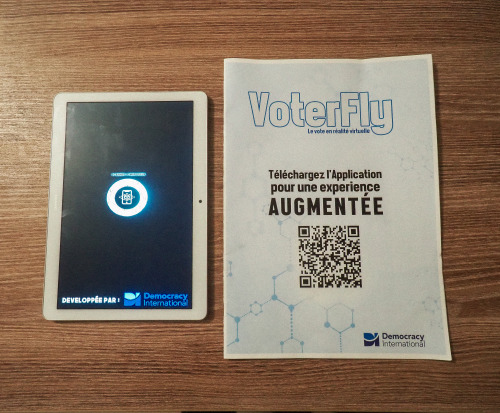 DEVELOPPÉE PAR :
Democracy
International
VoterFly
Le vote en réalité virtuelle
Téléchargez l'Application
pour une experience
AUGMENTÉE
Democracy
International